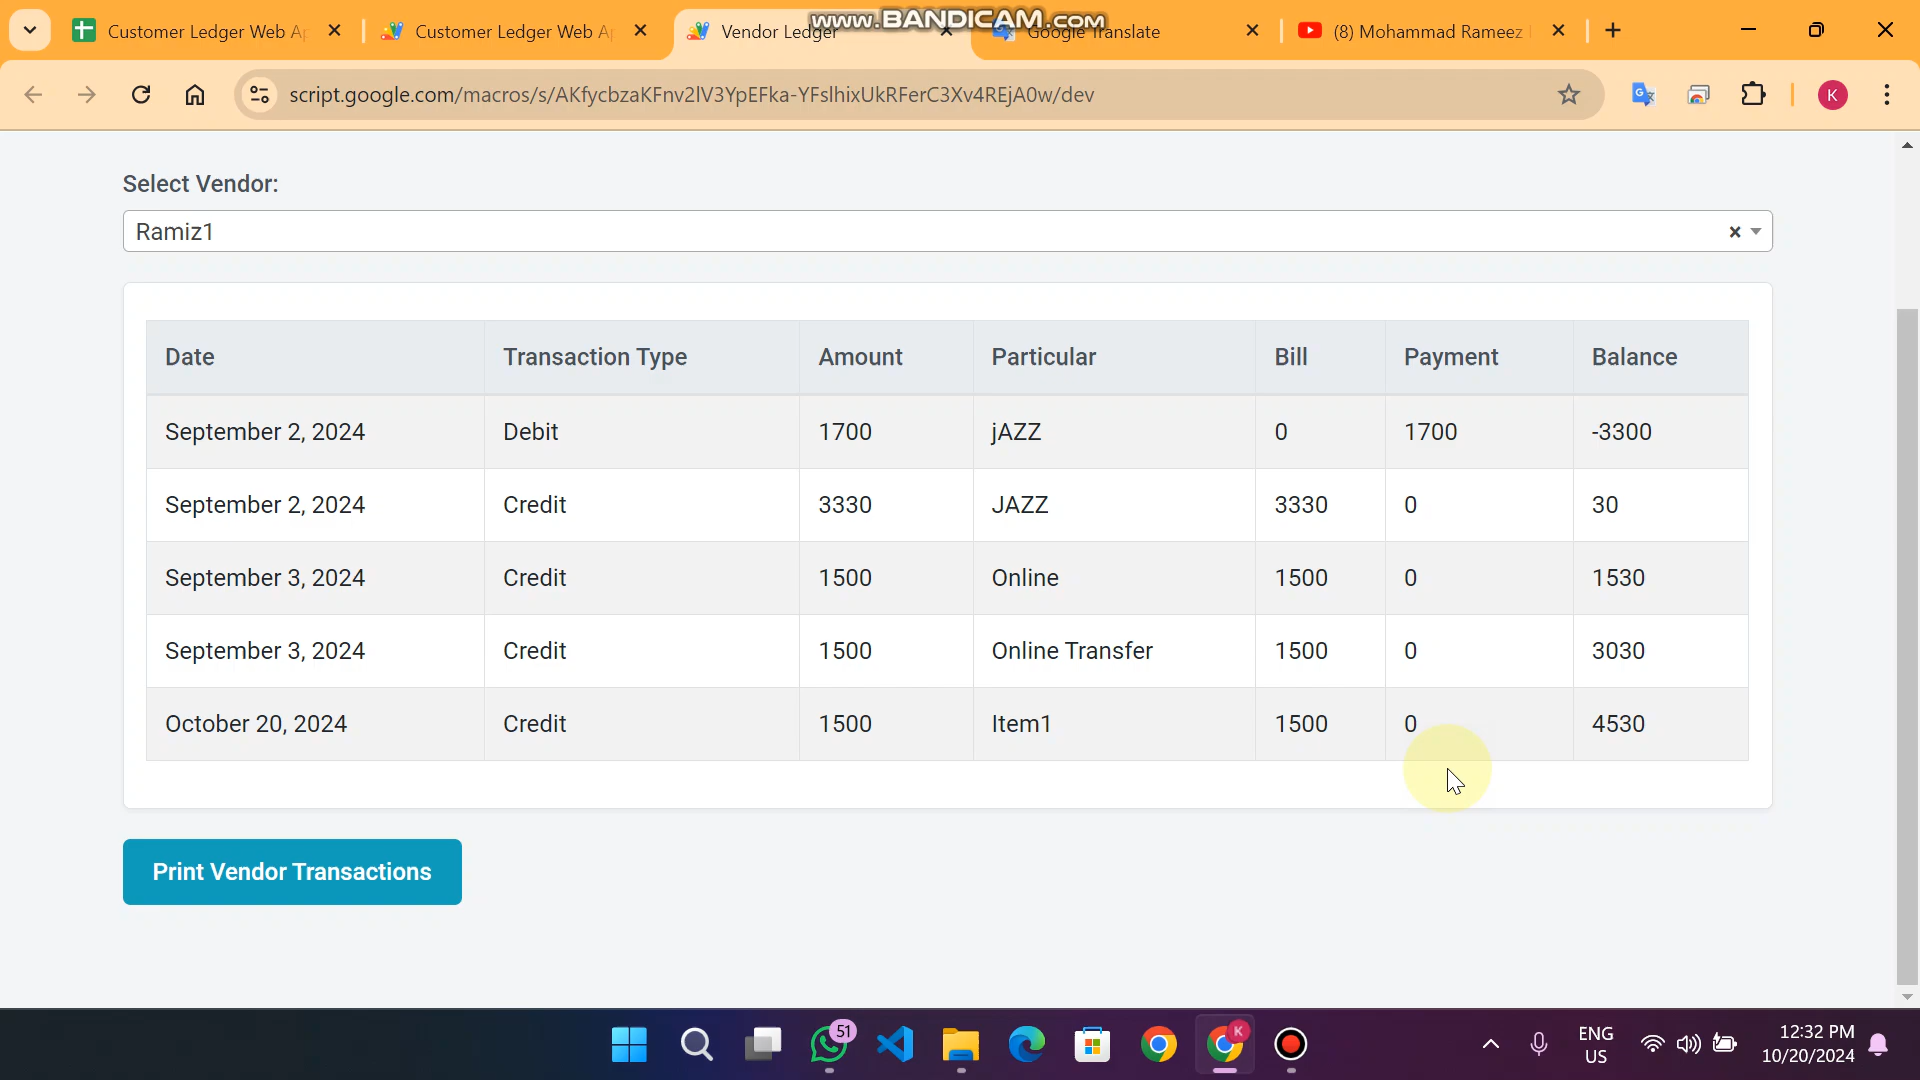 www.BANDICAM.com
Customer Ledger Web Ap
Customer Ledger Web Ap
Vendor Ledger
Google Translate
(8) Mohammad Rameez
script.google.com/macros/s/AKfycbzaKFnv2lV3YpEFka-YFslhixUkRFerC3Xv4REjA0w/dev
K
Select Vendor:
Ramiz1
Date Transaction Type Amount Particular Bill Payment Balance
September 2, 2024 Debit 1700 jAZZ 0 1700 -3300
September 2, 2024 Credit 3330 JAZZ 3330 0 30
September 3, 2024 Credit 1500 Online 1500 0 1530
September 3, 2024 Credit 1500 Online Transfer 1500 0 3030
October 20, 2024 Credit 1500 Item1 1500 0 4530
Print Vendor Transactions
51
K
ENG
US
12:32 PM
10/20/2024